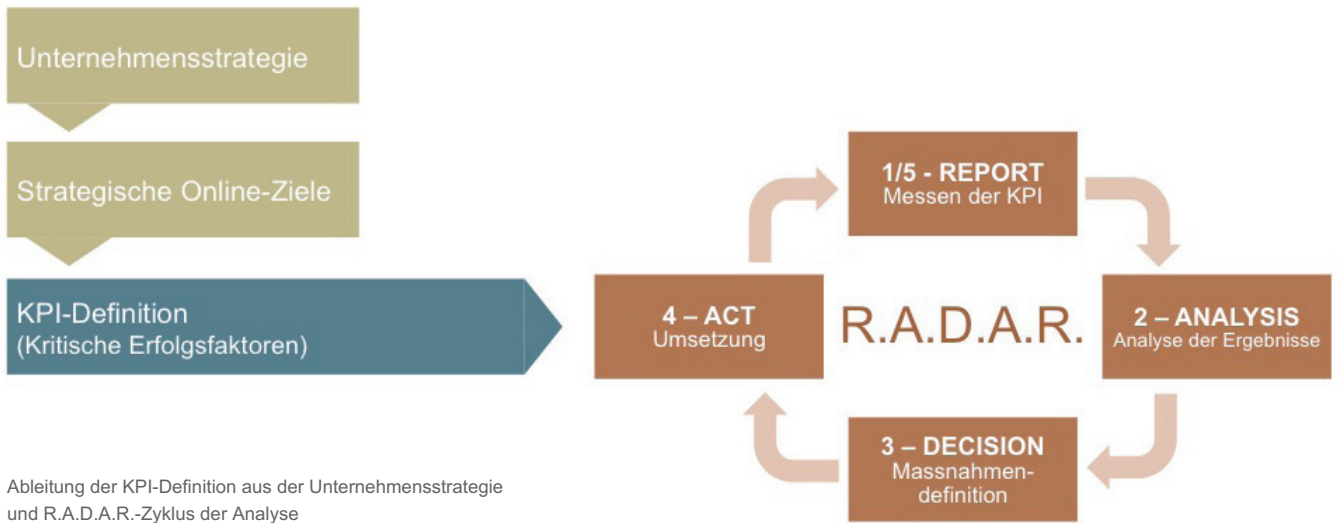 Unternehmensstrategie
Strategische Online-Ziele
KPI-Definition
(Kritische Erfolgsfaktoren)
1/5 - REPORT
Messen der KPI
4 – ACT
Umsetzung
R.A.D.A.R.
2 – ANALYSIS
Analyse der Ergebnisse
3 – DECISION
Massnahmen-
definition
Ableitung der KPI-Definition aus der Unternehmensstrategie
und R.A.D.A.R.-Zyklus der Analyse